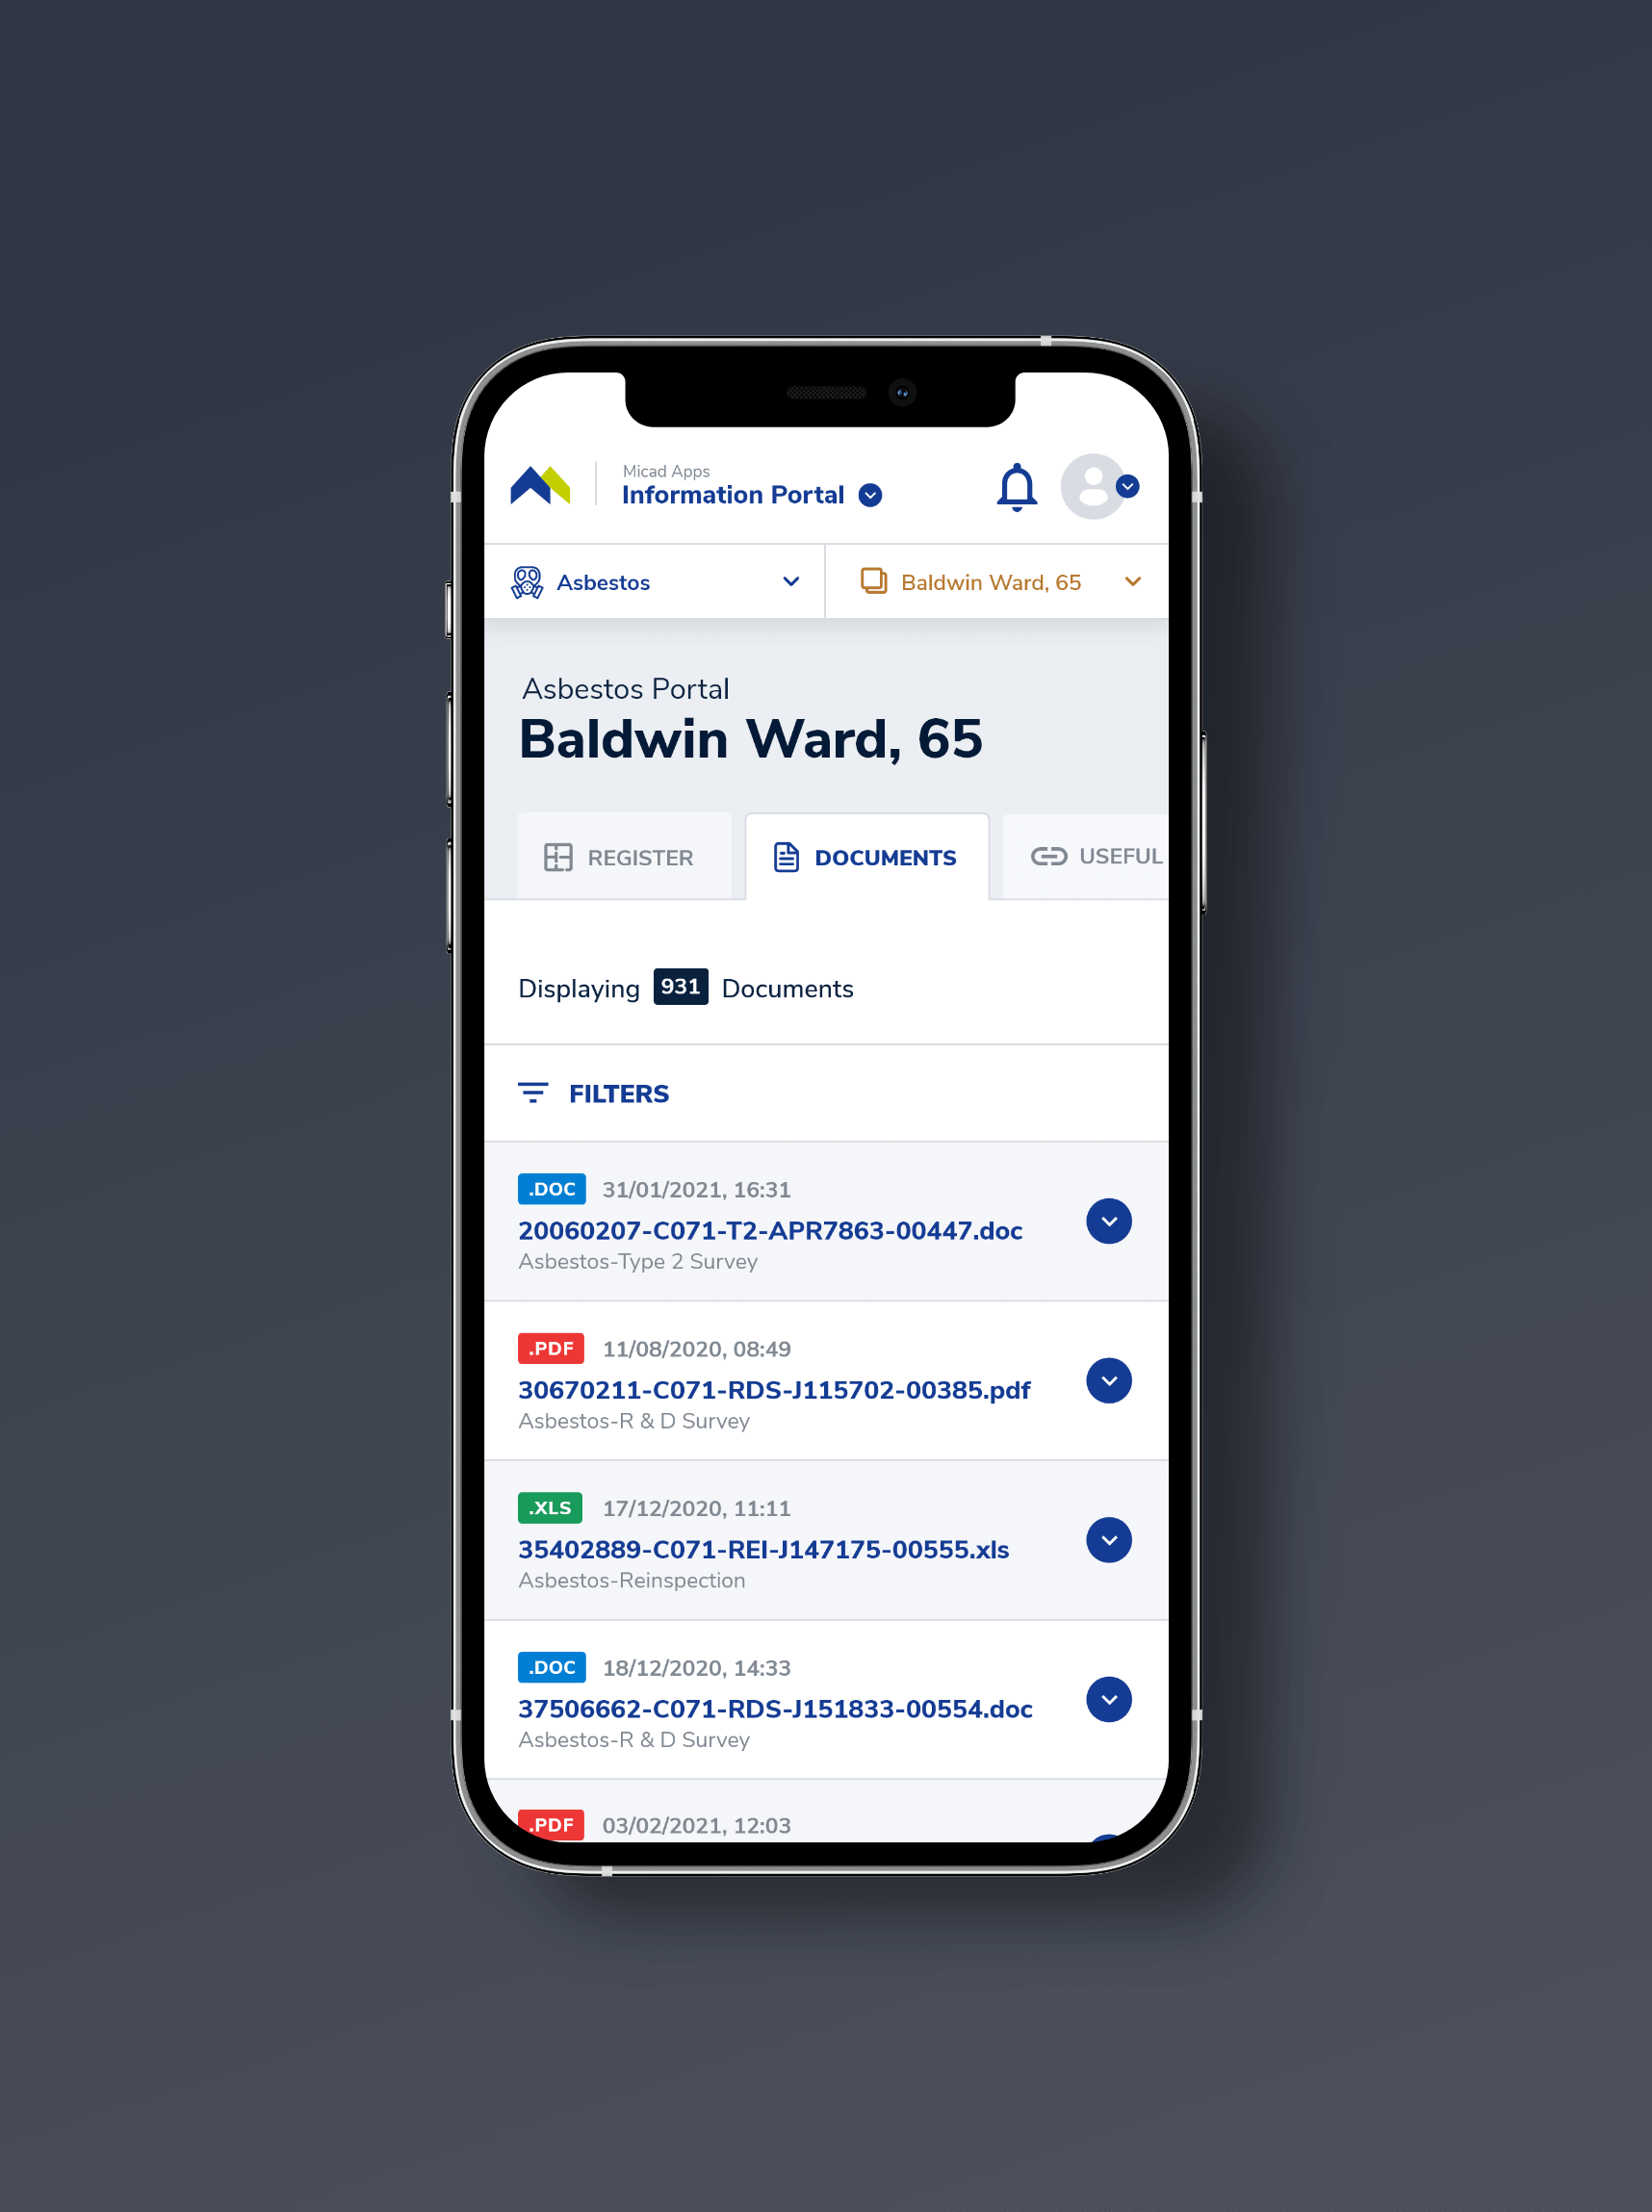 Micad Apps
Information Portal
Asbestos
Baldwin Ward, 65
Asbestos Portal
Baldwin Ward, 65
REGISTER
DOCUMENTS
USEFUL
Displaying 931 Documents
FILTERS
.DOC 31/01/2021, 16:31
20060207-C071-T2-APR7863-00447.doc
Asbestos-Type 2 Survey
.PDF 11/08/2020, 08:49
30670211-C071-RDS-J115702-00385.pdf
Asbestos-R & D Survey
.XLS 17/12/2020, 11:11
35402889-C071-REI-J147175-00555.xls
Asbestos-Reinspection
.DOC 18/12/2020, 14:33
37506662-C071-RDS-J151833-00554.doc
Asbestos-R & D Survey
.PDF 03/02/2021, 12:03